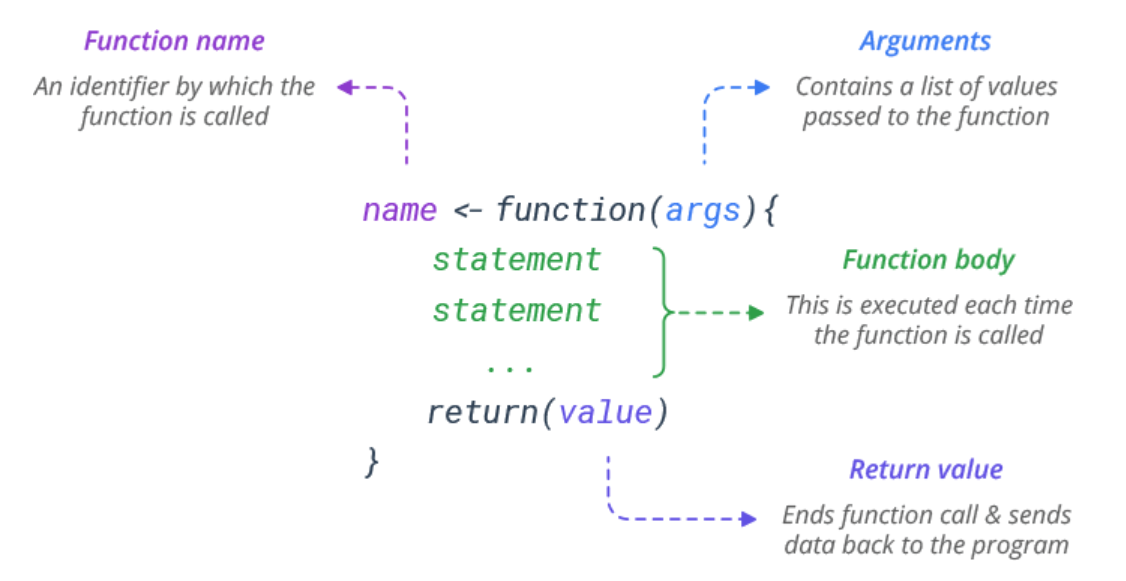 Function name
An identifier by which the
function is called
Arguments
Contains a list of values
passed to the function
name <- function(args){
statement
statement
...
return(value)
}
Function body
This is executed each time
the function is called
Return value
Ends function call & sends
data back to the program